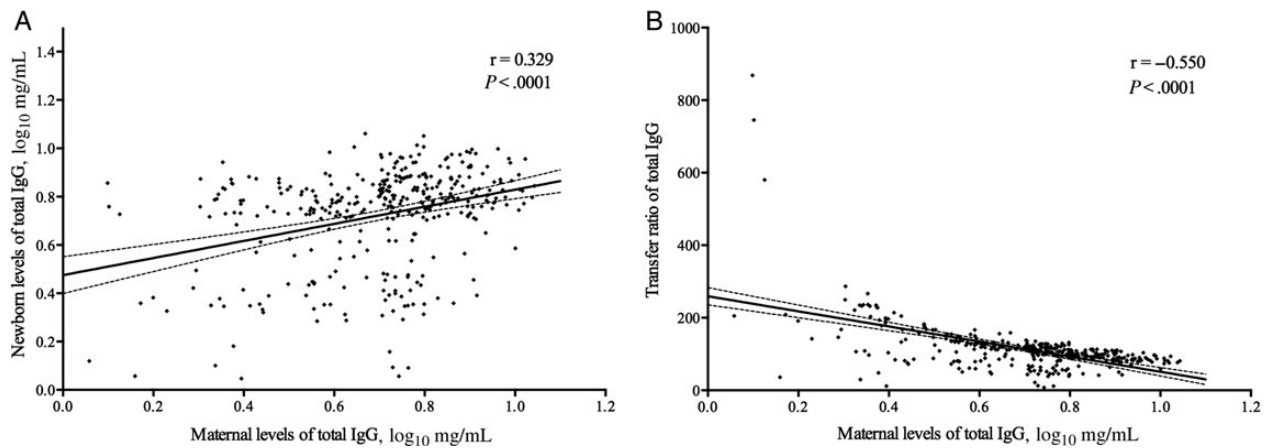 A
Newborn levels of total IgG, log10 mg/mL
1.4
1.2
1.0
0.8
0.6
0.4
0.2
0.0
r = 0.329
P < .0001
0.0 0.2 0.4 0.6 0.8 1.0 1.2
Maternal levels of total IgG, log10 mg/mL
B
Transfer ratio of total IgG
1000
800
600
400
200
0
r = –0.550
P < .0001
0.0 0.2 0.4 0.6 0.8 1.0 1.2
Maternal levels of total IgG, log10 mg/mL